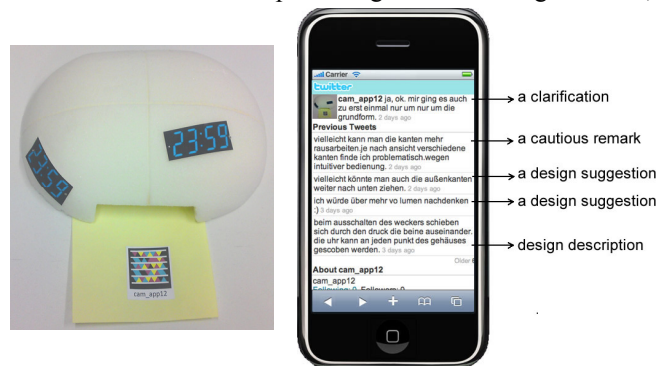 23:59
23:59
cam_app12
Carrier
twitter
cam_app12 ja, ok. mir ging es auch
zu erst einmal nur um nur um die
grundform. 3 days ago
Previous Tweets
vielleicht kann man die kanten mehr
rausarbeiten.je nach ansicht verschiedene
kanten finde ich problematisch.wegen
intuitiver bedienung. 2 days ago
vielleicht könnte man auch die außenkanten
weiter nach unten ziehen. 2 days ago
ich würde über mehr vo lumen nachdenken
:) 3 days ago
beim ausschalten des weckers schieben
sich durch den druck die beine auseinander.
die uhr kann an jeden punkt des gehäuses
gescoben werden. 3 days ago
Older
About cam_app12
cam_app12
a clarification
a cautious remark
a design suggestion
a design suggestion
design description